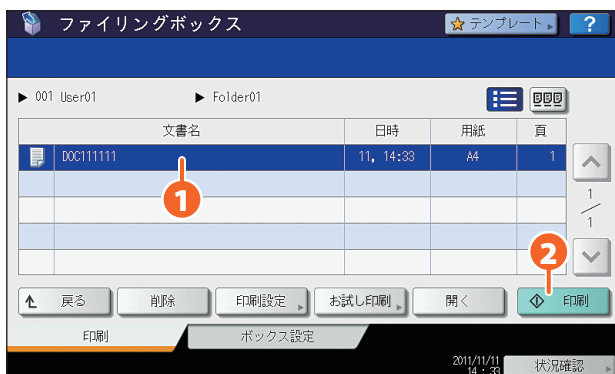 ファイリングボックス
テンプレート
?
001 User01
Folder01
文書名 日時 用紙 頁
DOC111111 11, 14:33 A4 1
1
1
1
2
戻る 削除 印刷設定 お試し印刷 開く 印刷
印刷 ボックス設定
2011/11/11
14:33
状況確認